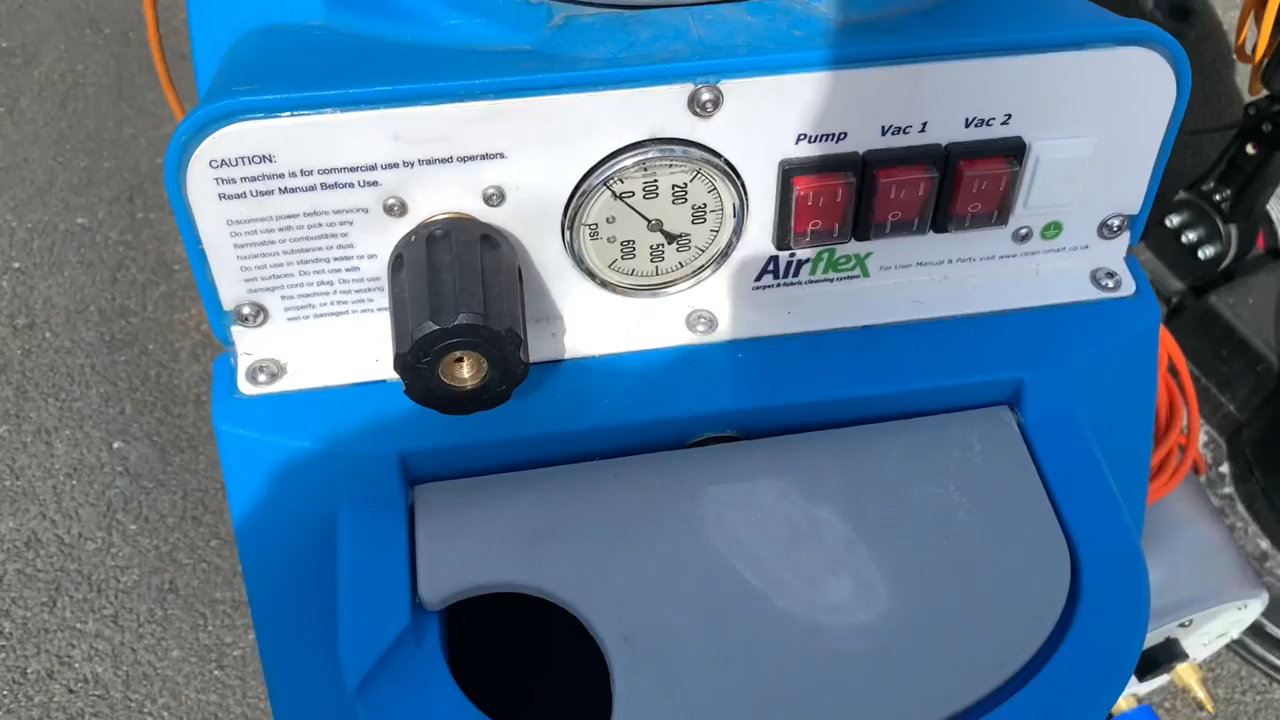 CAUTION:
This machine is for commercial use by trained operators.
Read User Manual Before Use.
Disconnect power before servicing
Do not use with or pick up any
flammable or combustible or
hazardous substance or dust.
Do not use in standing water or on
wet surfaces. Do not use with
damaged cord or plug. Do not use
this machine if not working
properly, or if the unit is
wet or damaged in any
0
100
200
300
400
500
600
psi
Pump
Vac 1
Vac 2
Airflex
carpet & fabric cleaning system
For User Manual & Parts visit